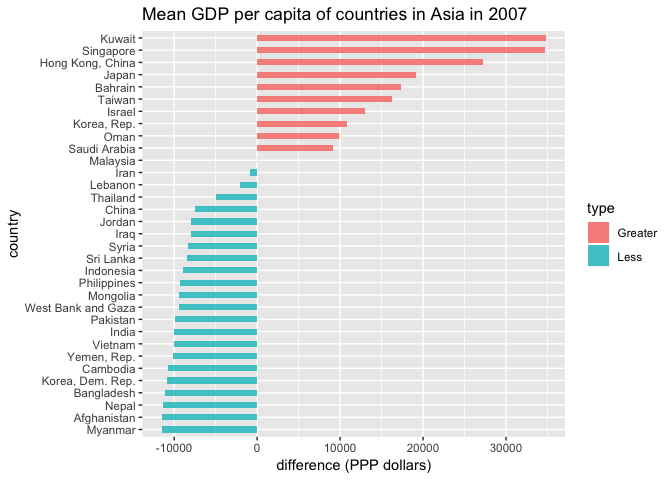 Mean GDP per capita of countries in Asia in 2007
Kuwait
Singapore
Hong Kong, China
Japan
Bahrain
Taiwan
Israel
Korea, Rep.
Oman
Saudi Arabia
Malaysia
Iran
Lebanon
Thailand
China
Jordan
Iraq
Syria
Sri Lanka
Indonesia
Philippines
Mongolia
West Bank and Gaza
Pakistan
India
Vietnam
Yemen, Rep.
Cambodia
Korea, Dem. Rep.
Bangladesh
Nepal
Afghanistan
Myanmar
country
-10000 0 10000 20000 30000
difference (PPP dollars)
type
Greater
Less